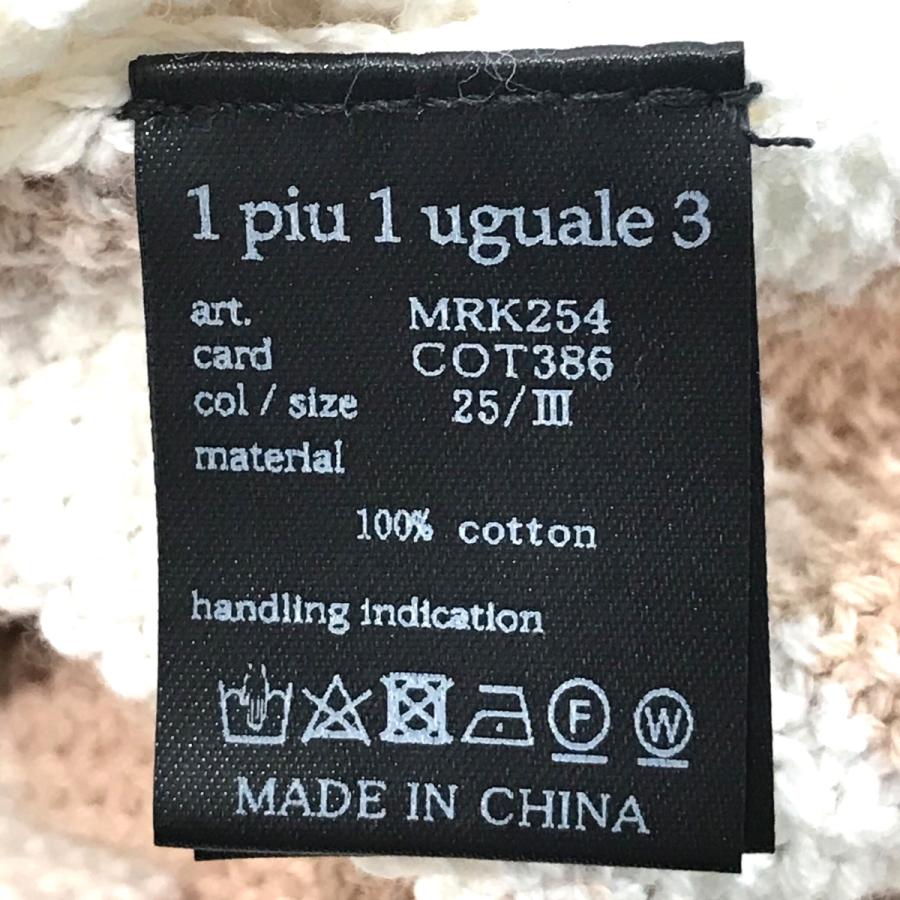 1 piu 1 uguale 3
art. MRK254
card COT386
col / size 25/Ⅲ
material
100% cotton
handling indication
F W
MADE IN CHINA